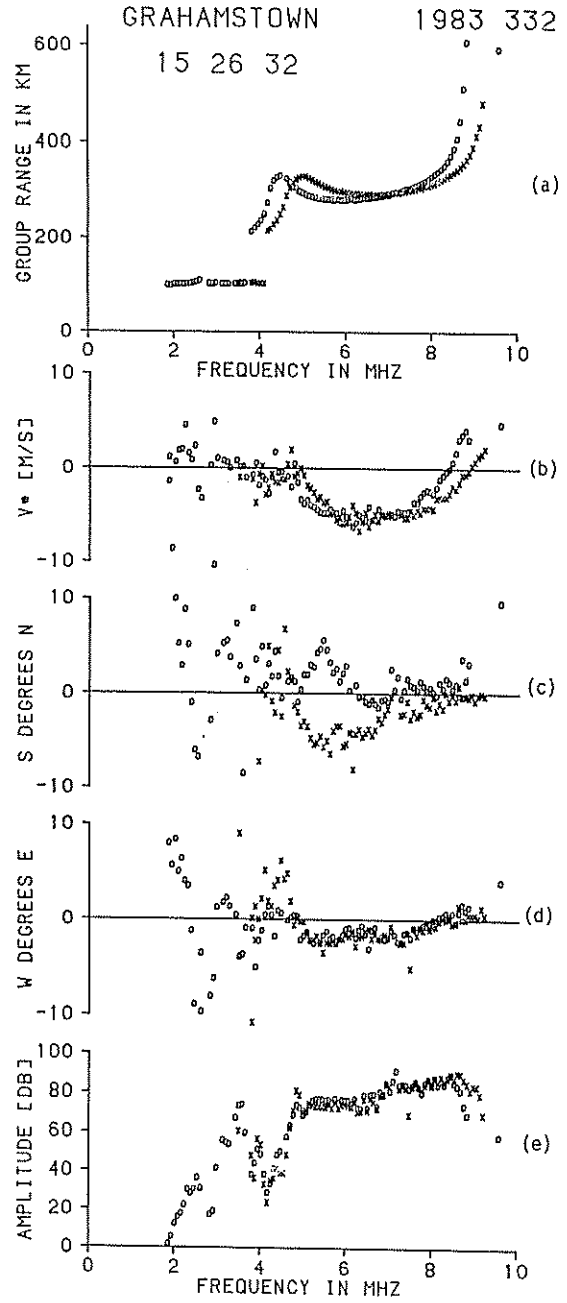 GRAHAMSTOWN 1983 332
15 26 32
GROUP RANGE IN KM
600
400
200
0
(a)
0 2 4 6 8 10
FREQUENCY IN MHZ
V* [M/S]
10
0
-10
(b)
S DEGREES N
10
0
-10
(c)
W DEGREES E
10
0
-10
(d)
AMPLITUDE [DB]
100
80
60
40
20
0
(e)
0 2 4 6 8 10
FREQUENCY IN MHZ